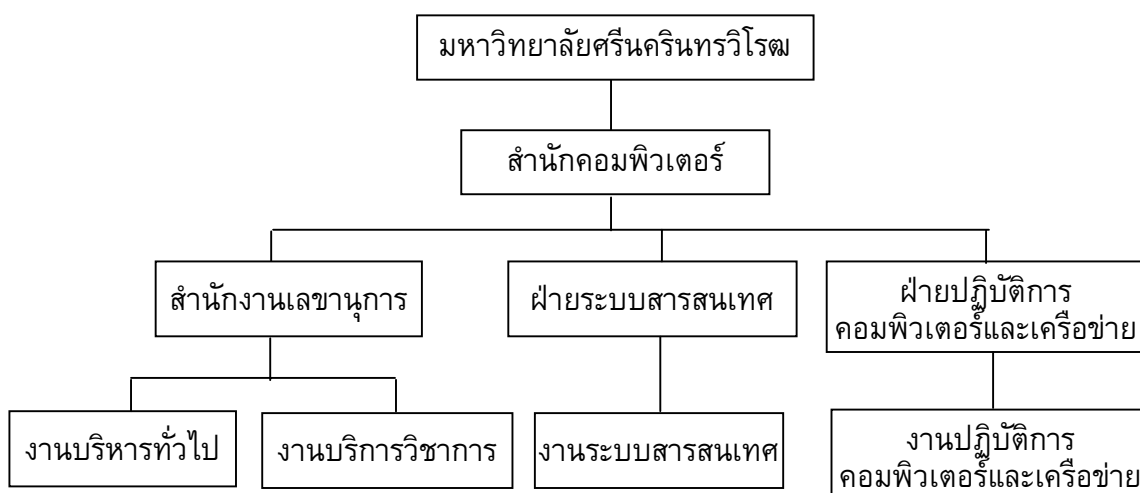 มหาวิทยาลัยศรีนครินทรวิโรฒ
สำนักคอมพิวเตอร์
สำนักงานเลขานุการ
ฝ่ายระบบสารสนเทศ
ฝ่ายปฏิบัติการ
คอมพิวเตอร์และเครือข่าย
งานบริหารทั่วไป
งานบริการวิชาการ
งานระบบสารสนเทศ
งานปฏิบัติการ
คอมพิวเตอร์และเครือข่าย